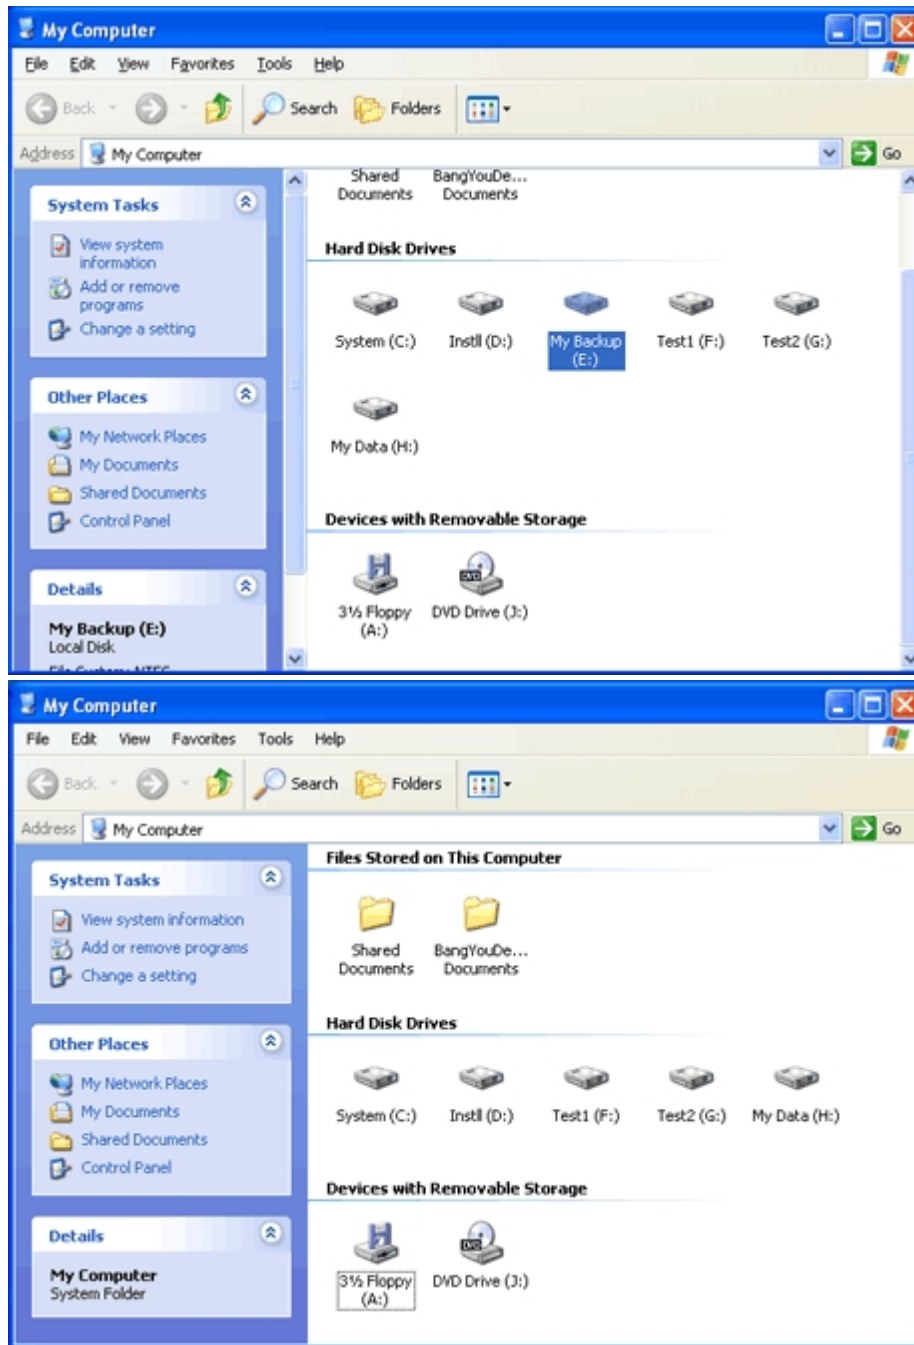 My Computer
File Edit View Favorites Tools Help
Back Search Folders
Address My Computer Go
System Tasks
View system
information
Add or remove
programs
Change a setting
Other Places
My Network Places
My Documents
Shared Documents
Control Panel
Details
My Backup (E:)
Local Disk
File System: NTFS
Shared
Documents
BangYouDe...
Documents
Hard Disk Drives
System (C:)
Instll (D:)
My Backup
(E:)
Test1 (F:)
Test2 (G:)
My Data (H:)
Devices with Removable Storage
3½ Floppy
(A:)
DVD Drive (J:)
DVD
My Computer
File Edit View Favorites Tools Help
Back Search Folders
Address My Computer Go
System Tasks
View system information
Add or remove programs
Change a setting
Other Places
My Network Places
My Documents
Shared Documents
Control Panel
Details
My Computer
System Folder
Files Stored on This Computer
Shared
Documents
BangYouDe...
Documents
Hard Disk Drives
System (C:)
Instll (D:)
Test1 (F:)
Test2 (G:)
My Data (H:)
Devices with Removable Storage
3½ Floppy
(A:)
DVD Drive (J:)
DVD